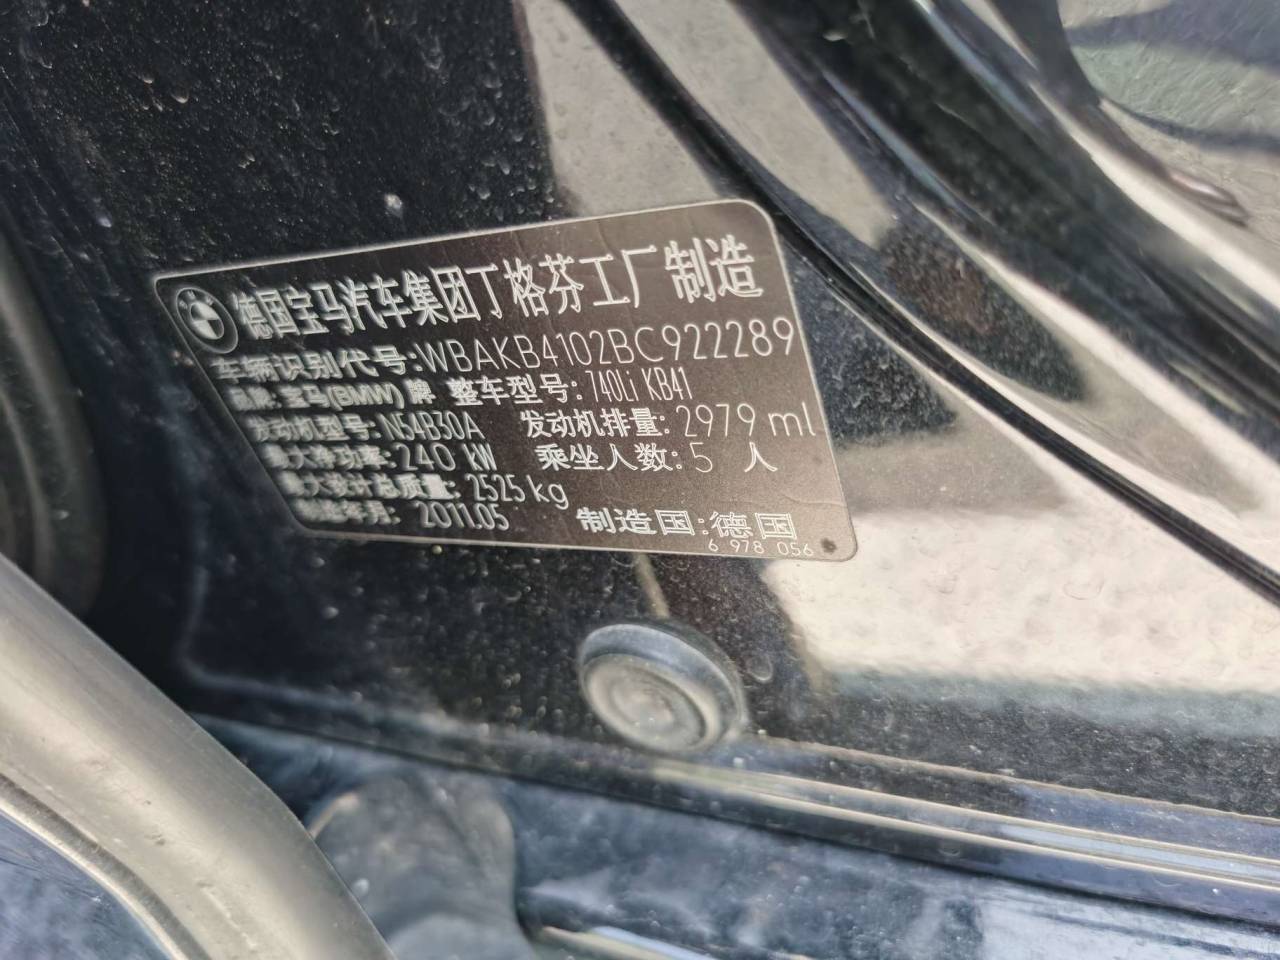 德国宝马汽车集团丁格芬工厂制造
车辆识别代号:WBAKB4102BC922289
品牌:宝马(BMW)牌 整车型号:740Li KB41
发动机型号:N54B30A 发动机排量:2979 ml
最大净功率:240 kW 乘坐人数:5 人
最大设计总质量:2525 kg
制造年月:2011.05 制造国:德国
6 978 056